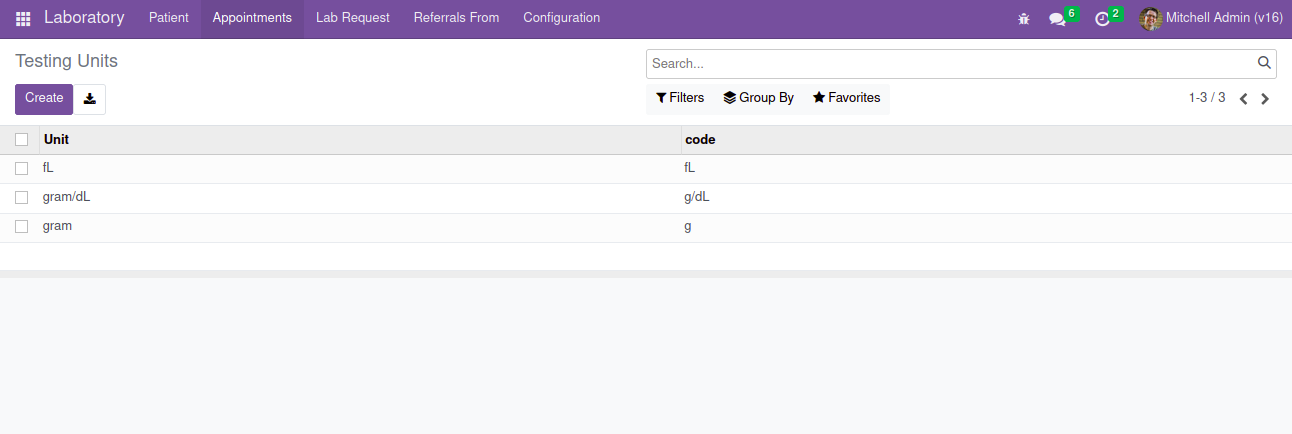 Laboratory Patient Appointments Lab Request Referrals From Configuration 6 2 Mitchell Admin (v16)
Testing Units Search...
Create Filters Group By Favorites 1-3 / 3
Unit code
fL fL
gram/dL g/dL
gram g